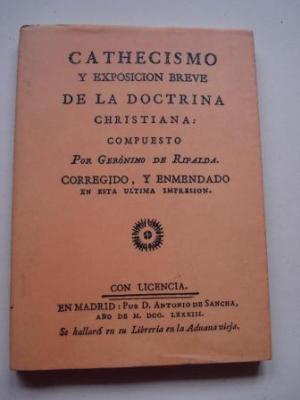 CATHECISMO
Y EXPOSICION BREVE
DE LA DOCTRINA
CHRISTIANA:
COMPUESTO
POR GERÓNIMO DE RIPALDA.
CORREGIDO, Y ENMENDADO
EN ESTA ULTIMA IMPRESION.
CON LICENCIA.
EN MADRID: POR D. ANTONIO DE SANCHA,
AÑO DE M. DCC. LXXXIII.
Se hallará en su Librería en la Aduana vieja.